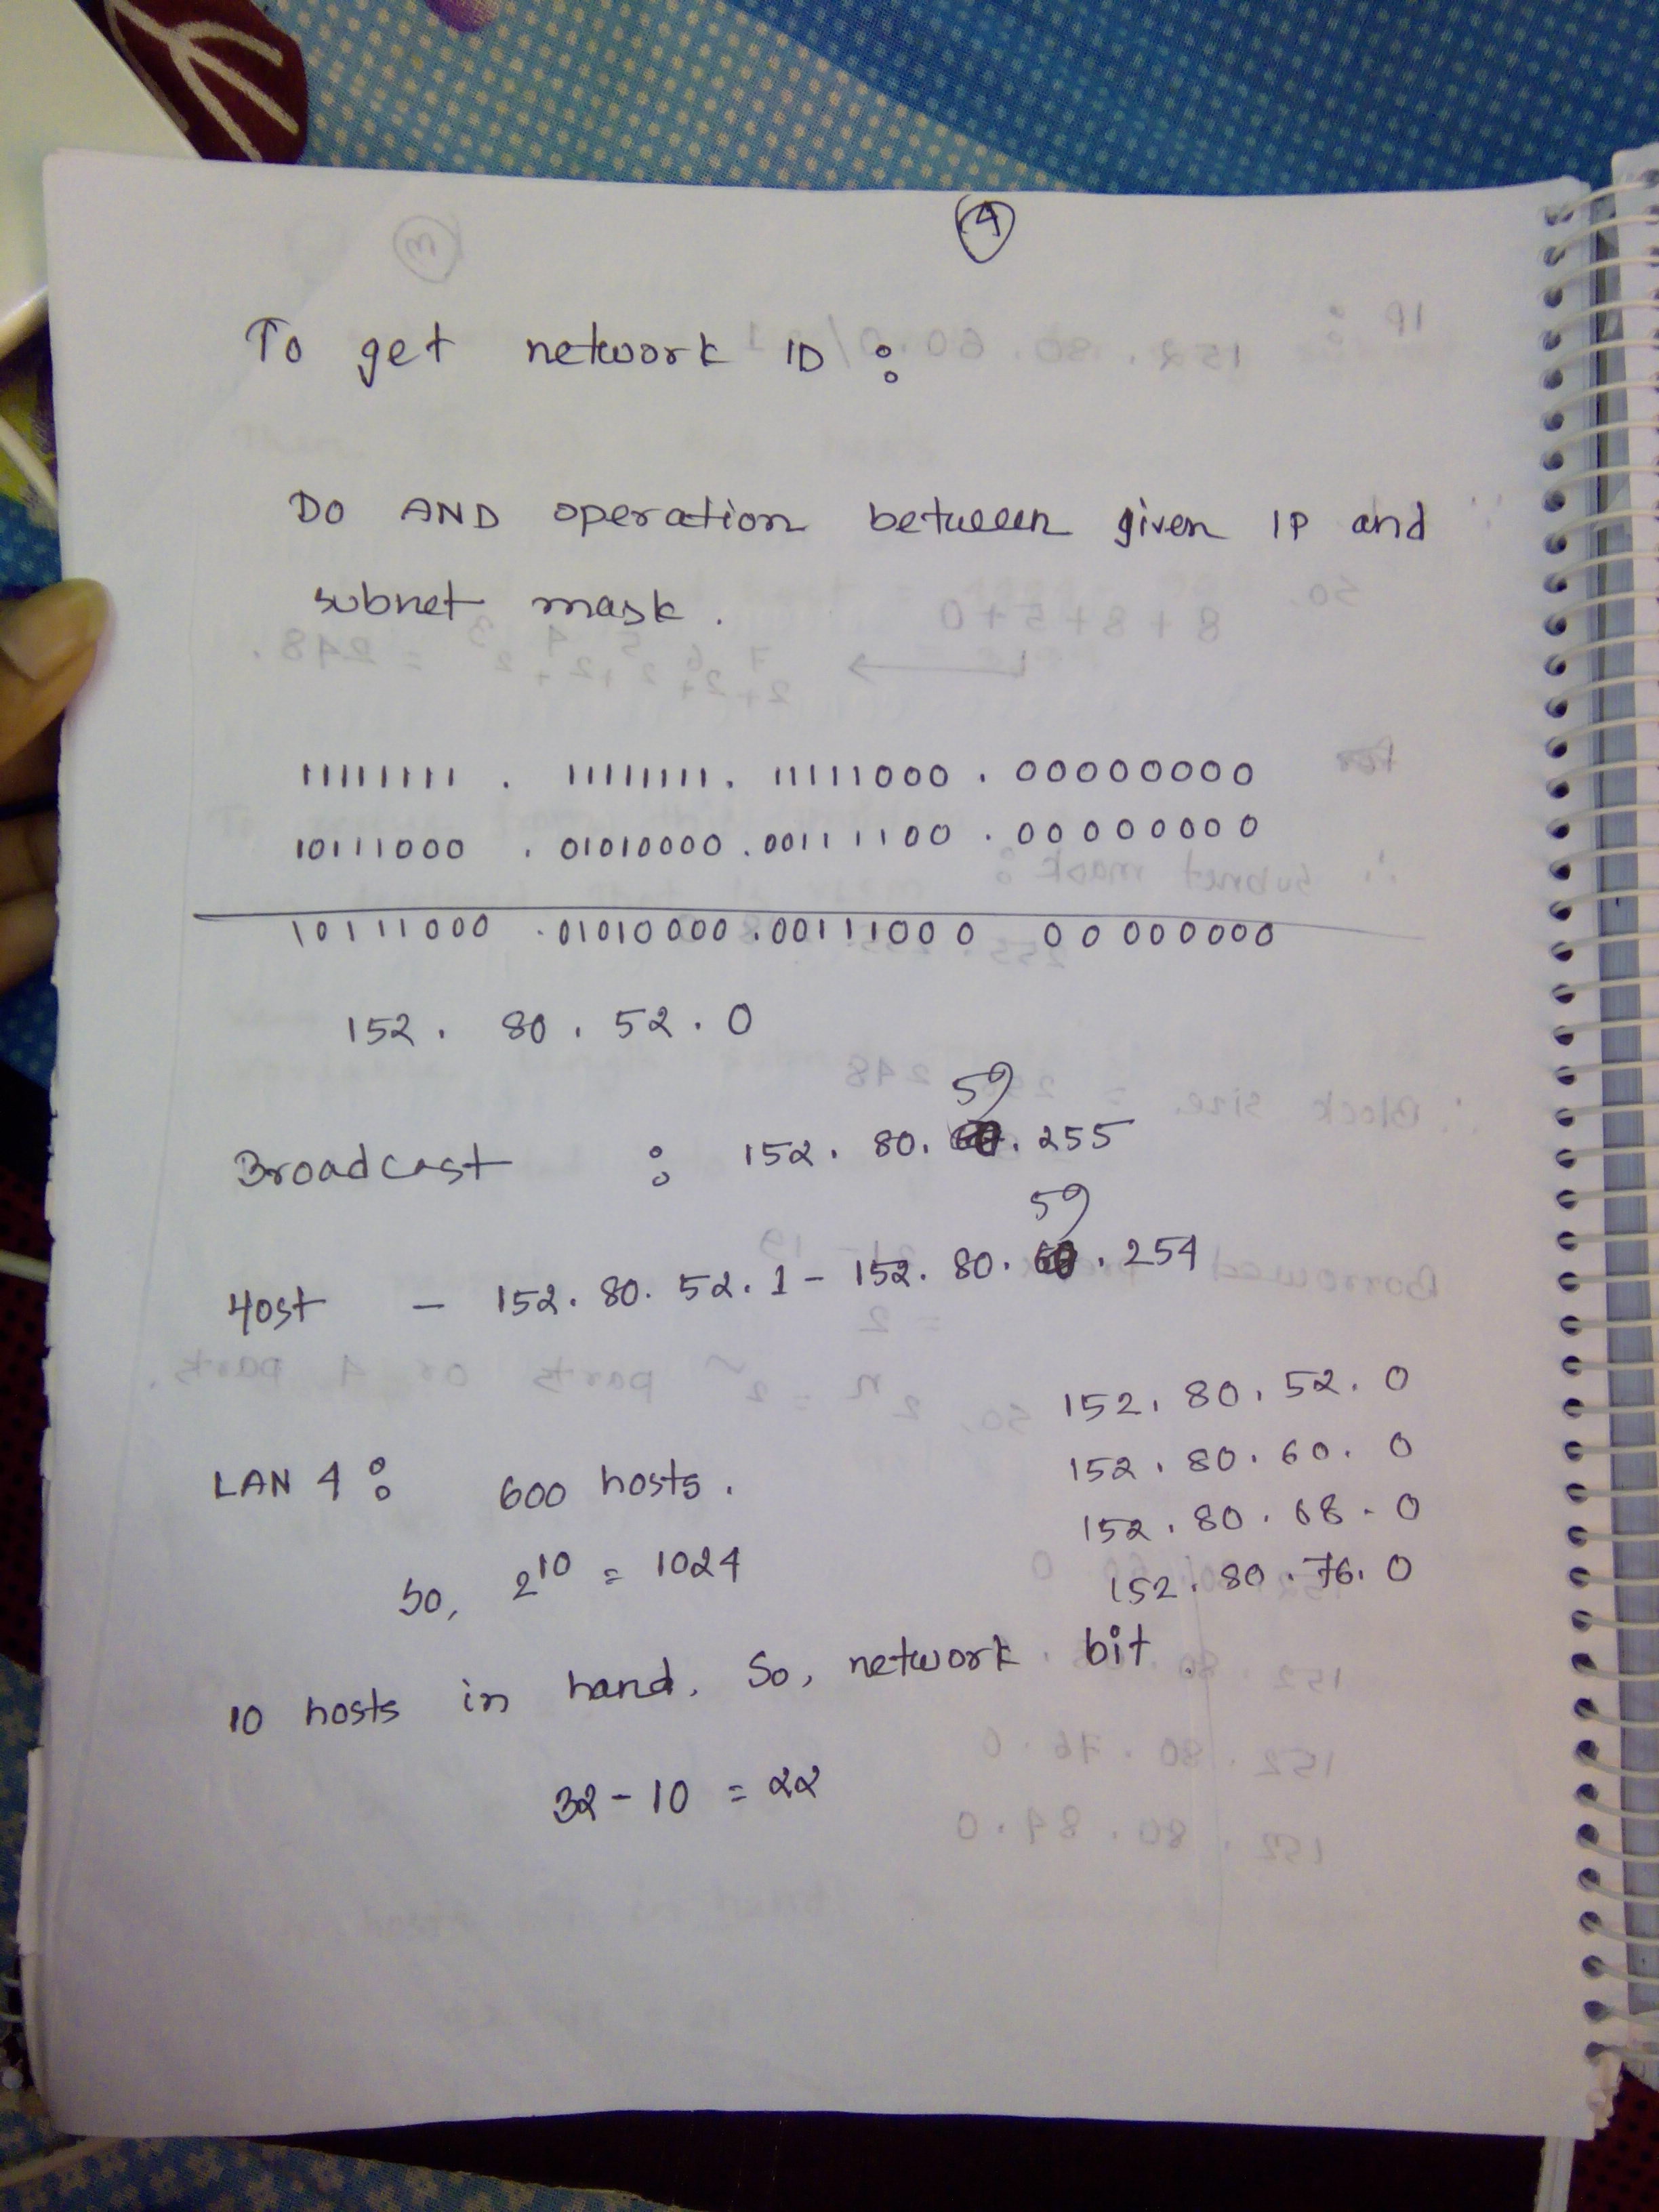 4
To get network ID :
DO AND operation between given IP and
subnet mask.
11111111 . 11111111. 11111000 . 00000000
10111000 . 01010000 .00111100 . 00000000
10111000 .01010000 .00111000 00000000
152. 80. 52. 0
59
Broadcast : 152. 80. . 255
59
Host - 152. 80. 52. 1 - 152. 80. 60. 254
152. 80. 52. 0
152. 80. 60. 0
LAN 4 : 600 hosts.
152. 80. 68. 0
So, 2^10 = 1024
152. 80. 76. 0
10 hosts in hand. So, network bit.
32 - 10 = 22